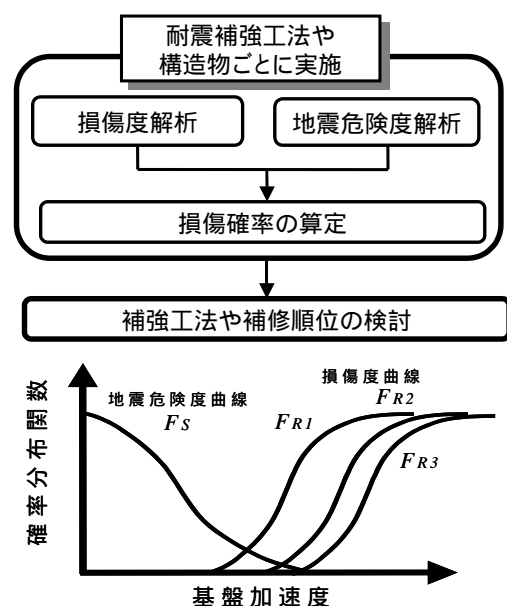 耐震補強工法や
構造物ごとに実施
損傷度解析
地震危険度解析
損傷確率の算定
補強工法や補修順位の検討
確率分布関数
地震危険度曲線
FS
損傷度曲線
FR1
FR2
FR3
基盤加速度